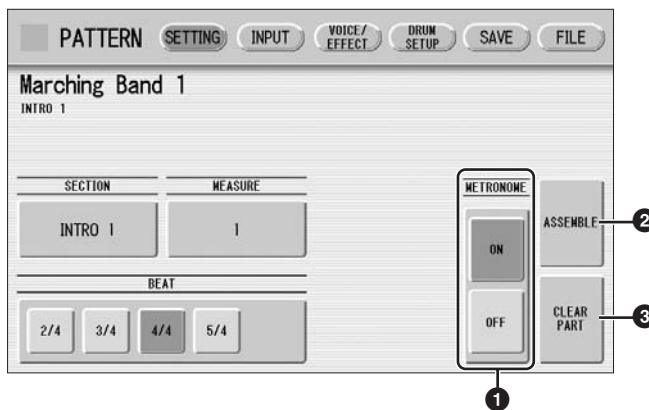 PATTERN SETTING INPUT VOICE/EFFECT DRUM SETUP SAVE FILE
Marching Band 1
INTRO 1
SECTION MEASURE METRONOME
INTRO 1 1 ON ASSEMBLE 2
BEAT
2/4 3/4 4/4 5/4 OFF CLEAR PART 3
1